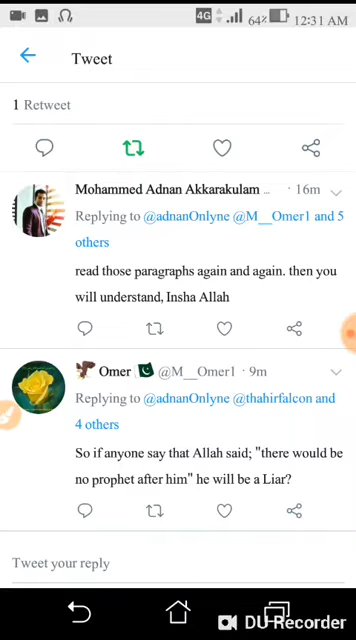 4G 64% 12:31 AM
Tweet
1 Retweet
Mohammed Adnan Akkarakulam ... · 16m
Replying to @adnanOnlyne @M__Omer1 and 5
others
read those paragraphs again and again. then you
will understand, Insha Allah
Omer @M__Omer1 · 9m
Replying to @adnanOnlyne @thahirfalcon and
4 others
So if anyone say that Allah said; "there would be
no prophet after him" he will be a Liar?
Tweet your reply
DU Recorder